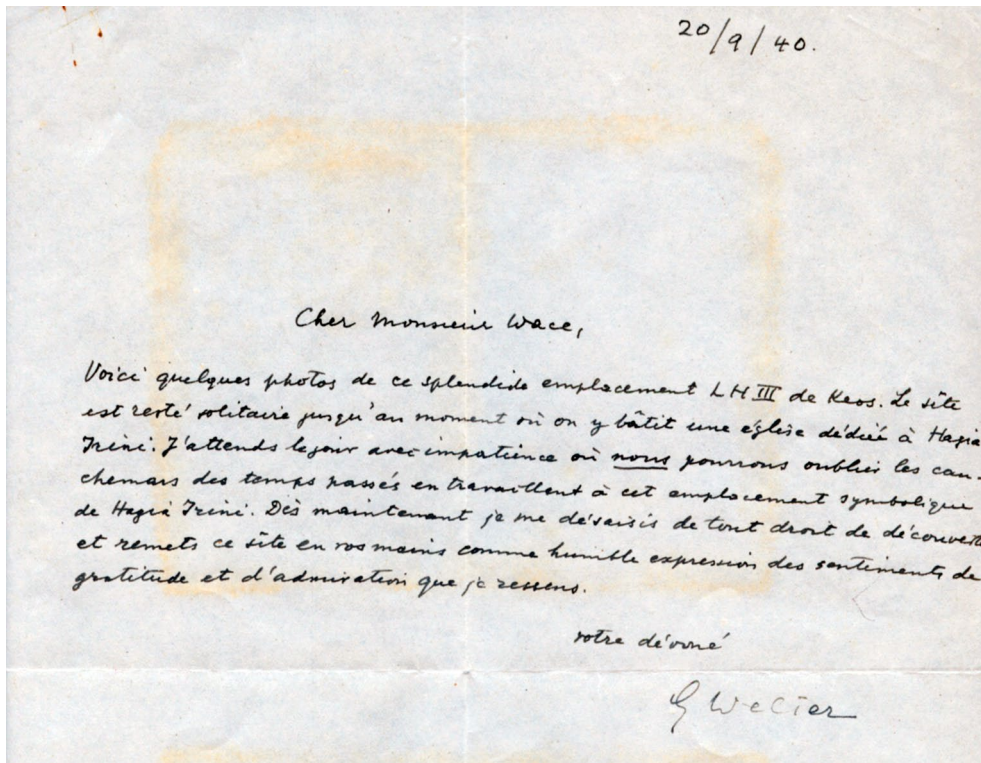 20/9/40.
Cher Monsieur Wace,
Voici quelques photos de ce splendide emplacement LH III de Keos. Le site
est resté solitaire jusqu'au moment où on y bâtit une église dédiée à Hagia
Irini. J'attends le jour avec impatience où nous pourrons oublier les cau-
chemars des temps passés en travaillent à cet emplacement symbolique
de Hagia Irini. Dès maintenant je me désaisis de tout droit de découverte
et remets ce site en vos mains comme humble expression des sentiments de
gratitude et d'admiration que je ressens.
votre dévoué
G Welter